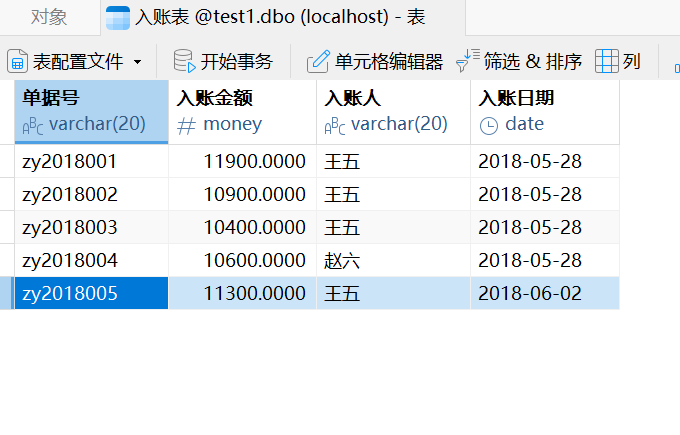 对象 入账表 @test1.dbo (localhost) - 表
表配置文件 开始事务 单元格编辑器 筛选 & 排序 列
单据号 入账金额 入账人 入账日期
ABC varchar(20) # money ABC varchar(20) date
zy2018001 11900.0000 王五 2018-05-28
zy2018002 10900.0000 王五 2018-05-28
zy2018003 10400.0000 王五 2018-05-28
zy2018004 10600.0000 赵六 2018-05-28
zy2018005 11300.0000 王五 2018-06-02